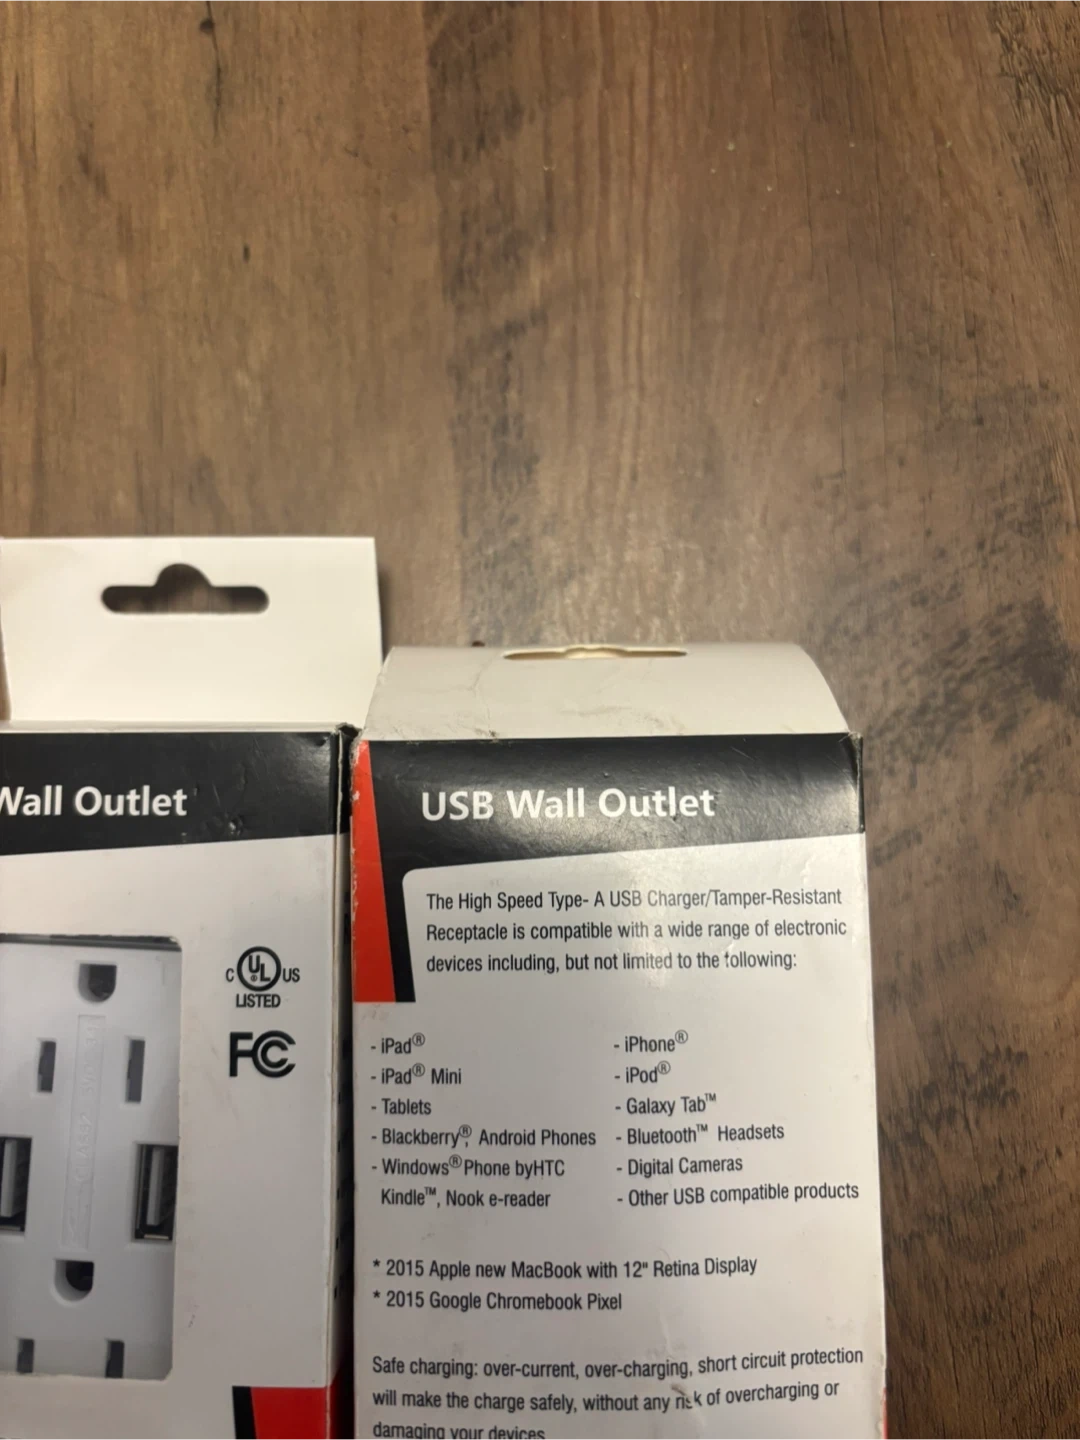 Wall Outlet
C UL US
LISTED
FC
USB Wall Outlet
The High Speed Type- A USB Charger/Tamper-Resistant
Receptacle is compatible with a wide range of electronic
devices including, but not limited to the following:
- iPad®
- iPad® Mini
- Tablets
- Blackberry®, Android Phones
- Windows® Phone byHTC
Kindle™, Nook e-reader
- iPhone®
- iPod®
- Galaxy Tab™
- Bluetooth™ Headsets
- Digital Cameras
- Other USB compatible products
* 2015 Apple new MacBook with 12" Retina Display
* 2015 Google Chromebook Pixel
Safe charging: over-current, over-charging, short circuit protection
will make the charge safely, without any risk of overcharging or
damaging your devices